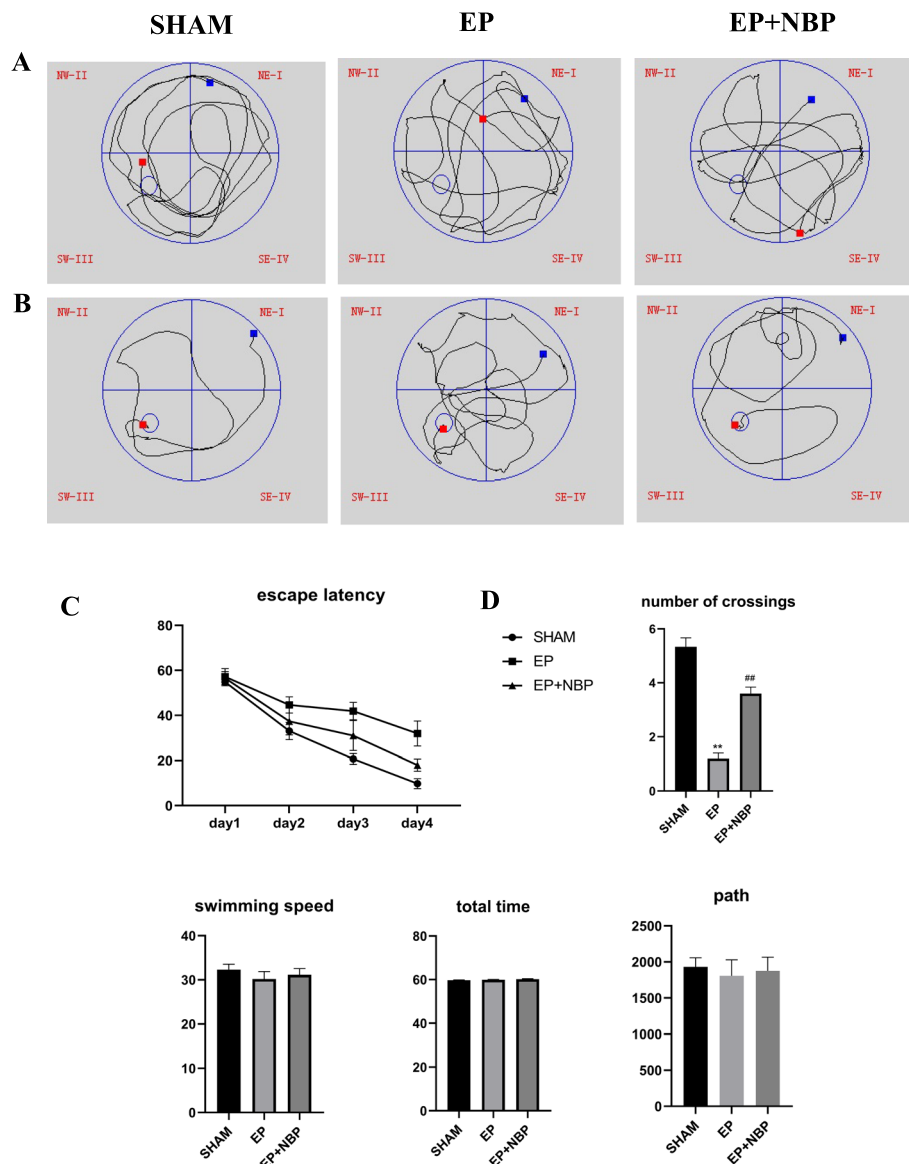 SHAM EP EP+NBP
A
NW-II NE-I NW-II NE-I NW-II NE-I
SW-III SE-IV SW-III SE-IV SW-III SE-IV
B
NW-II NE-I NW-II NE-I NW-II NE-I
SW-III SE-IV SW-III SE-IV SW-III SE-IV
C
escape latency
80
60
40
20
0
day1 day2 day3 day4
SHAM
EP
EP+NBP
D
number of crossings
6
4
2
0
**
##
SHAM EP EP+NBP
swimming speed
40
30
20
10
0
SHAM EP EP+NBP
total time
80
60
40
20
0
SHAM EP EP+NBP
path
2500
2000
1500
1000
500
0
SHAM EP EP+NBP